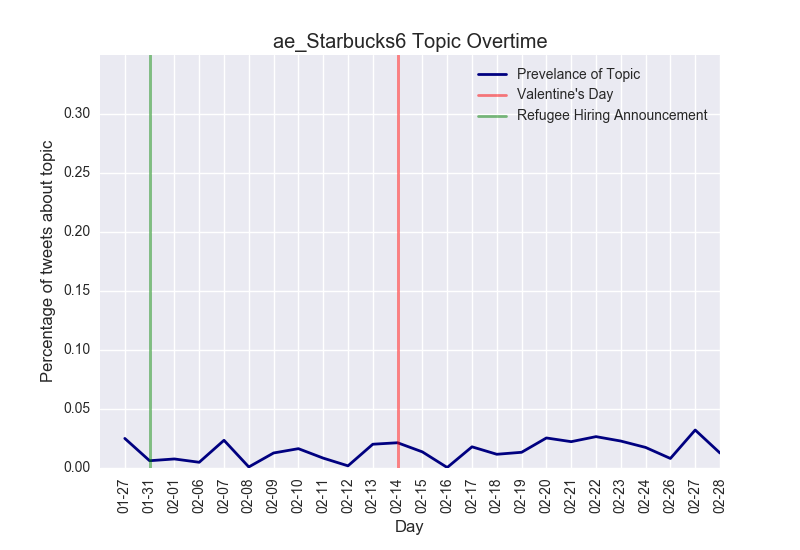 ae_Starbucks6 Topic Overtime
Prevelance of Topic
Valentine's Day
Refugee Hiring Announcement
Percentage of tweets about topic
0.30
0.25
0.20
0.15
0.10
0.05
0.00
01-27 01-31 02-01 02-06 02-07 02-08 02-09 02-10 02-11 02-12 02-13 02-14 02-15 02-16 02-17 02-18 02-19 02-20 02-21 02-22 02-23 02-24 02-26 02-27 02-28
Day